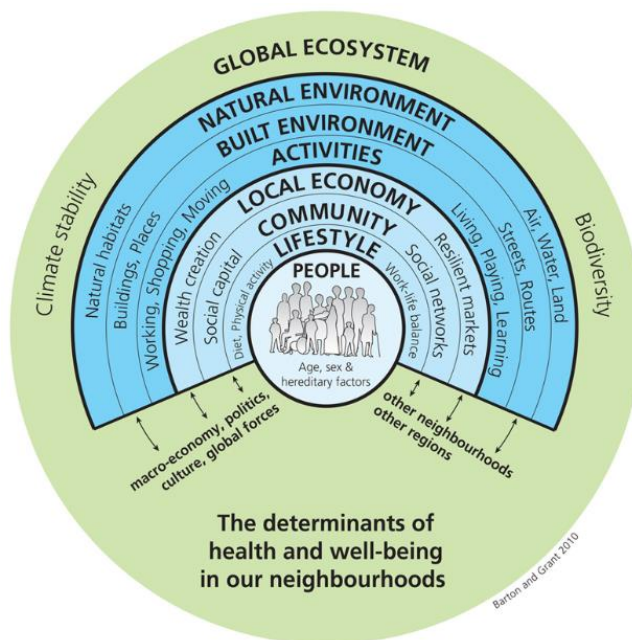 GLOBAL ECOSYSTEM
NATURAL ENVIRONMENT
BUILT ENVIRONMENT
ACTIVITIES
LOCAL ECONOMY
COMMUNITY
LIFESTYLE
PEOPLE
Age, sex &
hereditary factors
Climate stability
Natural habitats
Buildings, Places
Working, Shopping, Moving
Wealth creation
Social capital
Diet, Physical activity
Work-life balance
Social networks
Resilient markets
Living, Playing, Learning
Streets, Routes
Air, Water, Land
Biodiversity
macro-economy, politics,
culture, global forces
other neighbourhoods
other regions
The determinants of
health and well-being
in our neighbourhoods
Barton and Grant 2010